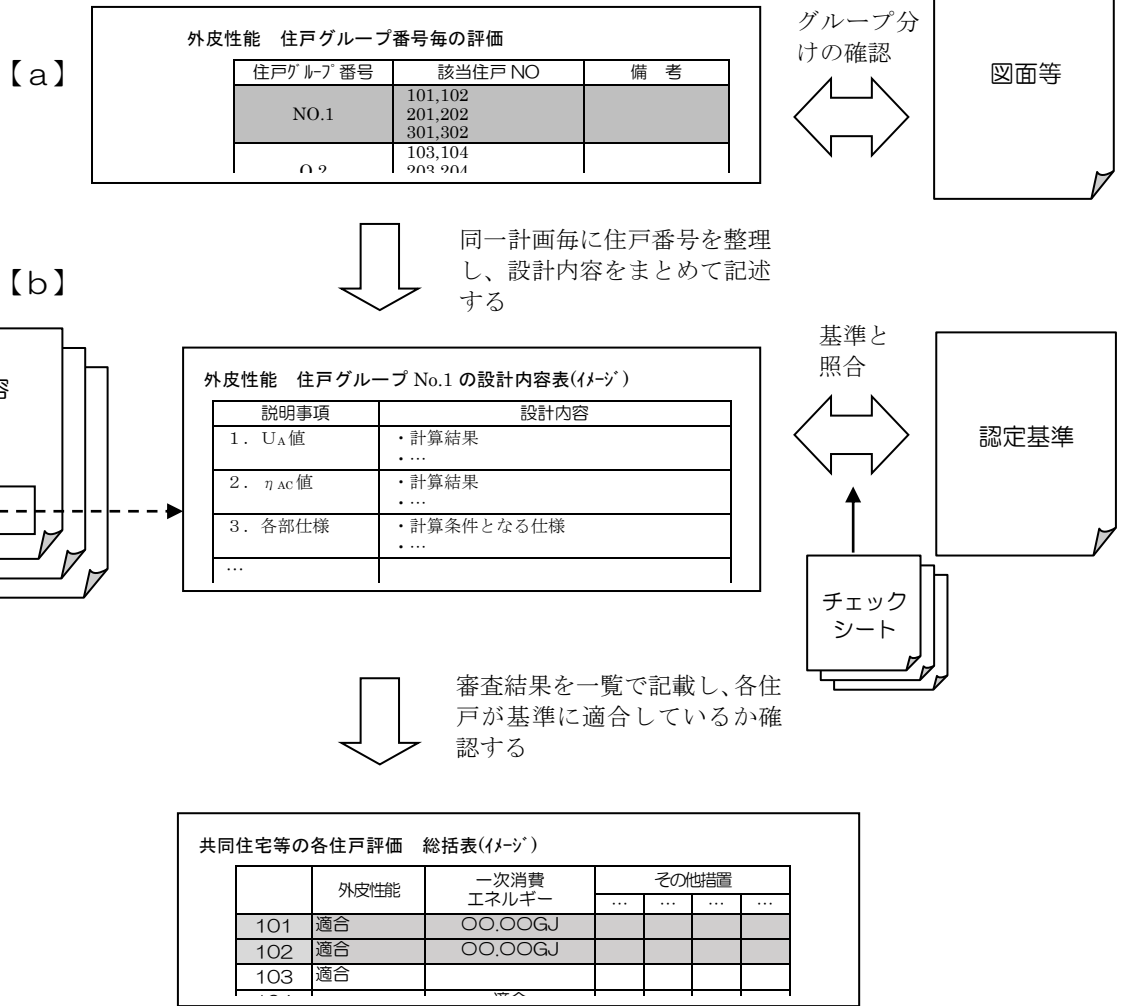 【a】
外皮性能　住戸グループ番号毎の評価
住戸グループ番号　該当住戸 NO　備　考
NO.1
101,102
201,202
301,302
103,104
203,204
グループ分
けの確認
図面等
同一計画毎に住戸番号を整理
し、設計内容をまとめて記述
する
【b】
容
外皮性能　住戸グループ No.1 の設計内容表(イメージ)
説明事項　設計内容
1．UA値　・計算結果
・…
2．ηAC値　・計算結果
・…
3．各部仕様　・計算条件となる仕様
・…
…
基準と
照合
認定基準
チェック
シート
審査結果を一覧で記載し、各住
戸が基準に適合しているか確
認する
共同住宅等の各住戸評価　総括表(イメージ)
外皮性能　一次消費
エネルギー　その他措置
…　…　…　…
101　適合　〇〇.〇〇GJ
102　適合　〇〇.〇〇GJ
103　適合